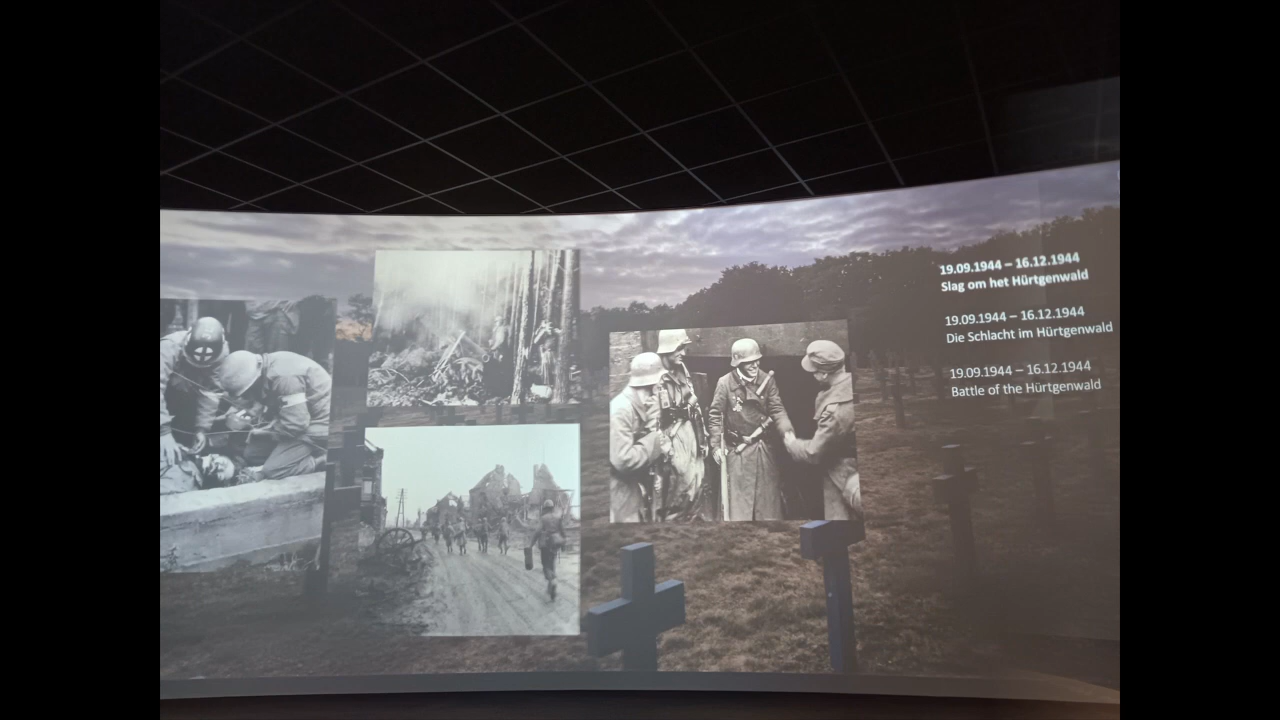 19.09.1944 – 16.12.1944
Slag om het Hürtgenwald
19.09.1944 – 16.12.1944
Die Schlacht im Hürtgenwald
19.09.1944 – 16.12.1944
Battle of the Hürtgenwald